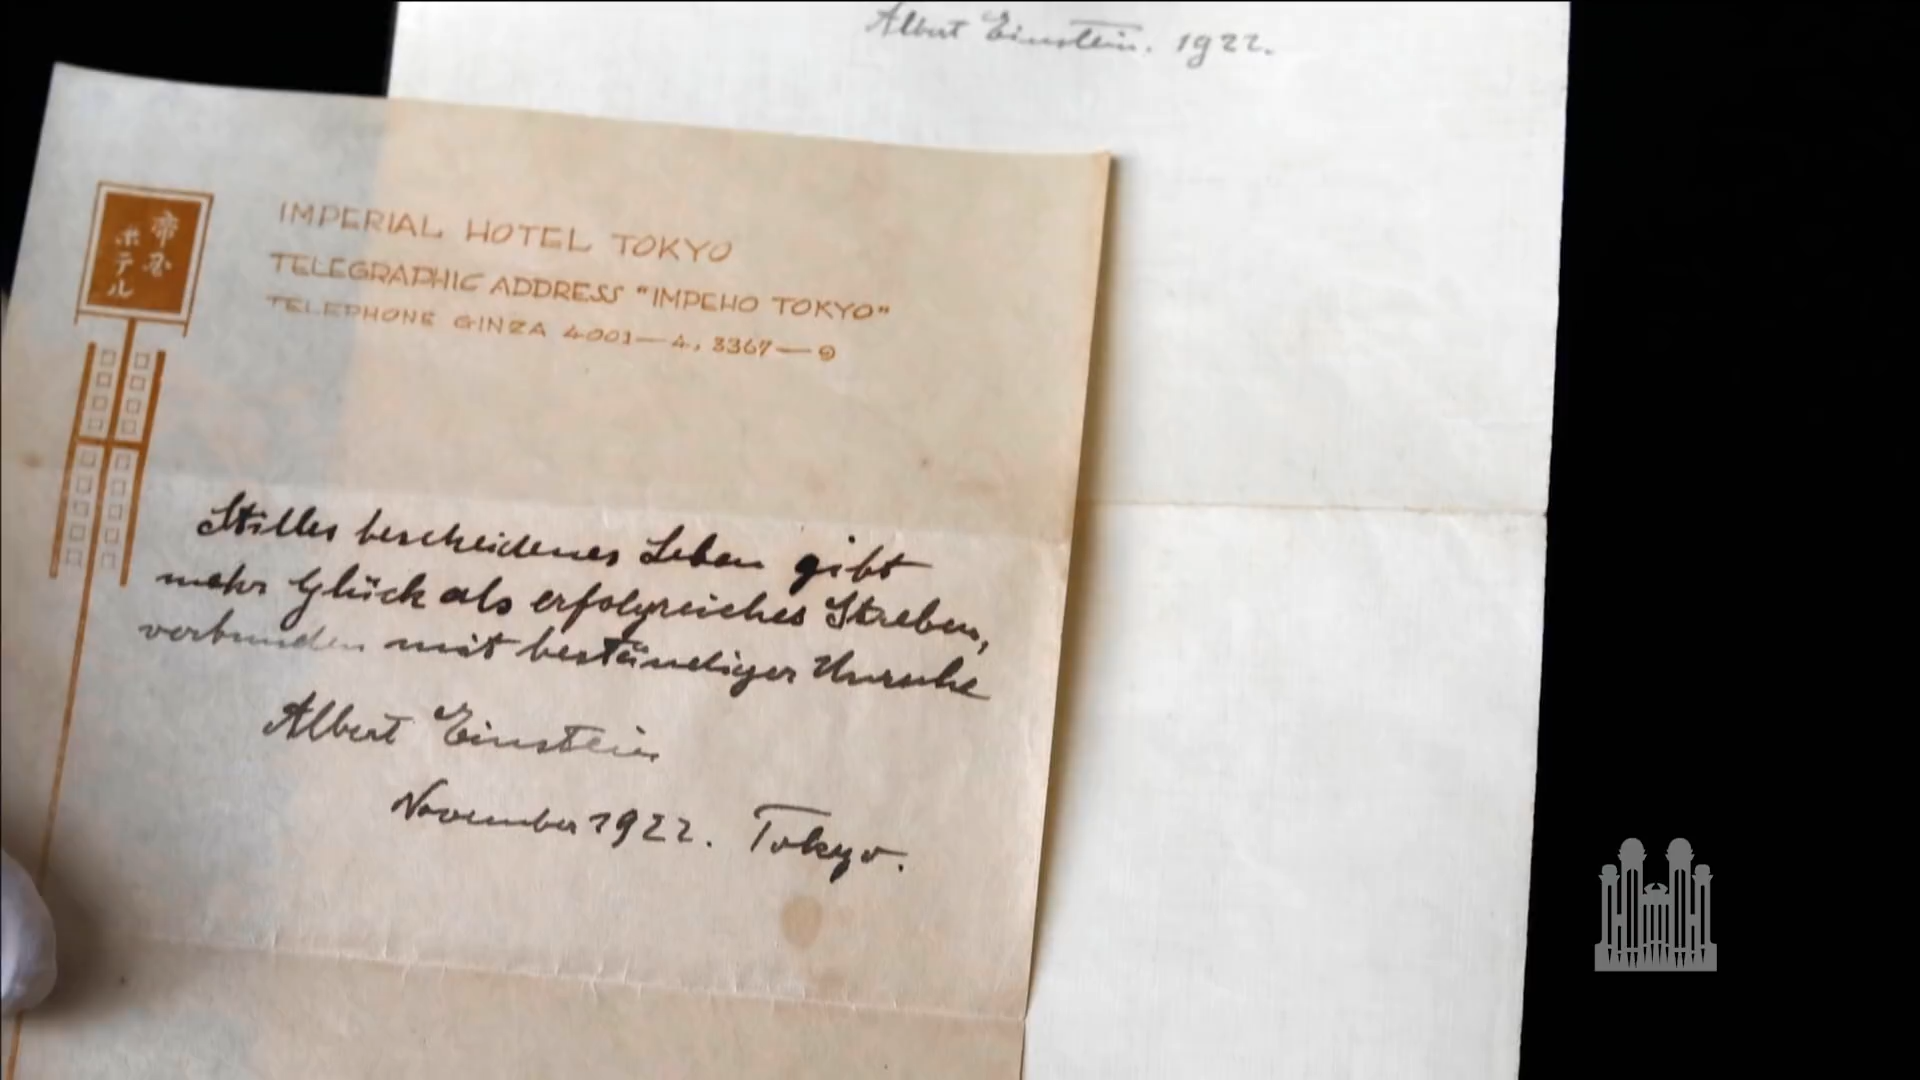 Albert Einstein. 1922.
帝国
ホテル
IMPERIAL HOTEL TOKYO
TELEGRAPHIC ADDRESS "IMPEHO TOKYO"
TELEPHONE GINZA 4001—4, 3367—9
Stilles bescheidenes Leben gibt
mehr Glück als erfolgreiches Streben,
verbunden mit beständiger Unruhe
Albert Einstein
November 1922. Tokyo.